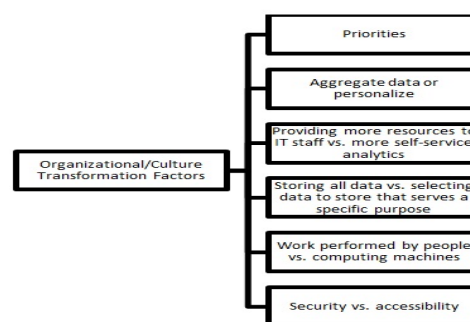 Organizational/Culture
Transformation Factors
Priorities
Aggregate data or
personalize
Providing more resources to
IT staff vs. more self-service
analytics
Storing all data vs. selecting
data to store that serves a
specific purpose
Work performed by people
vs. computing machines
Security vs. accessibility